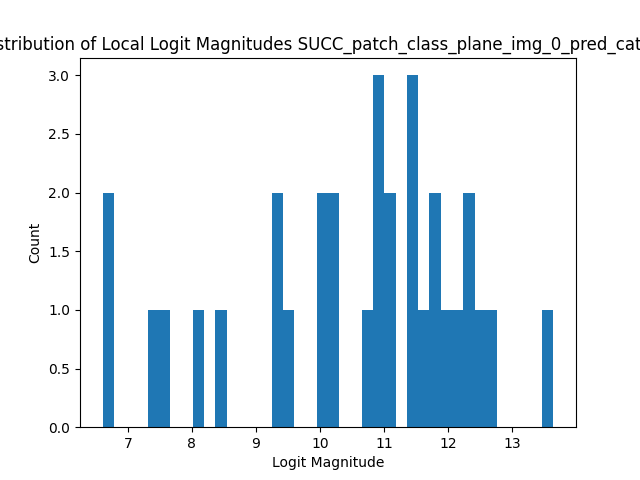 stribution of Local Logit Magnitudes SUCC_patch_class_plane_img_0_pred_cat
3.0
2.5
2.0
1.5
1.0
0.5
0.0
Count
7 8 9 10 11 12 13
Logit Magnitude